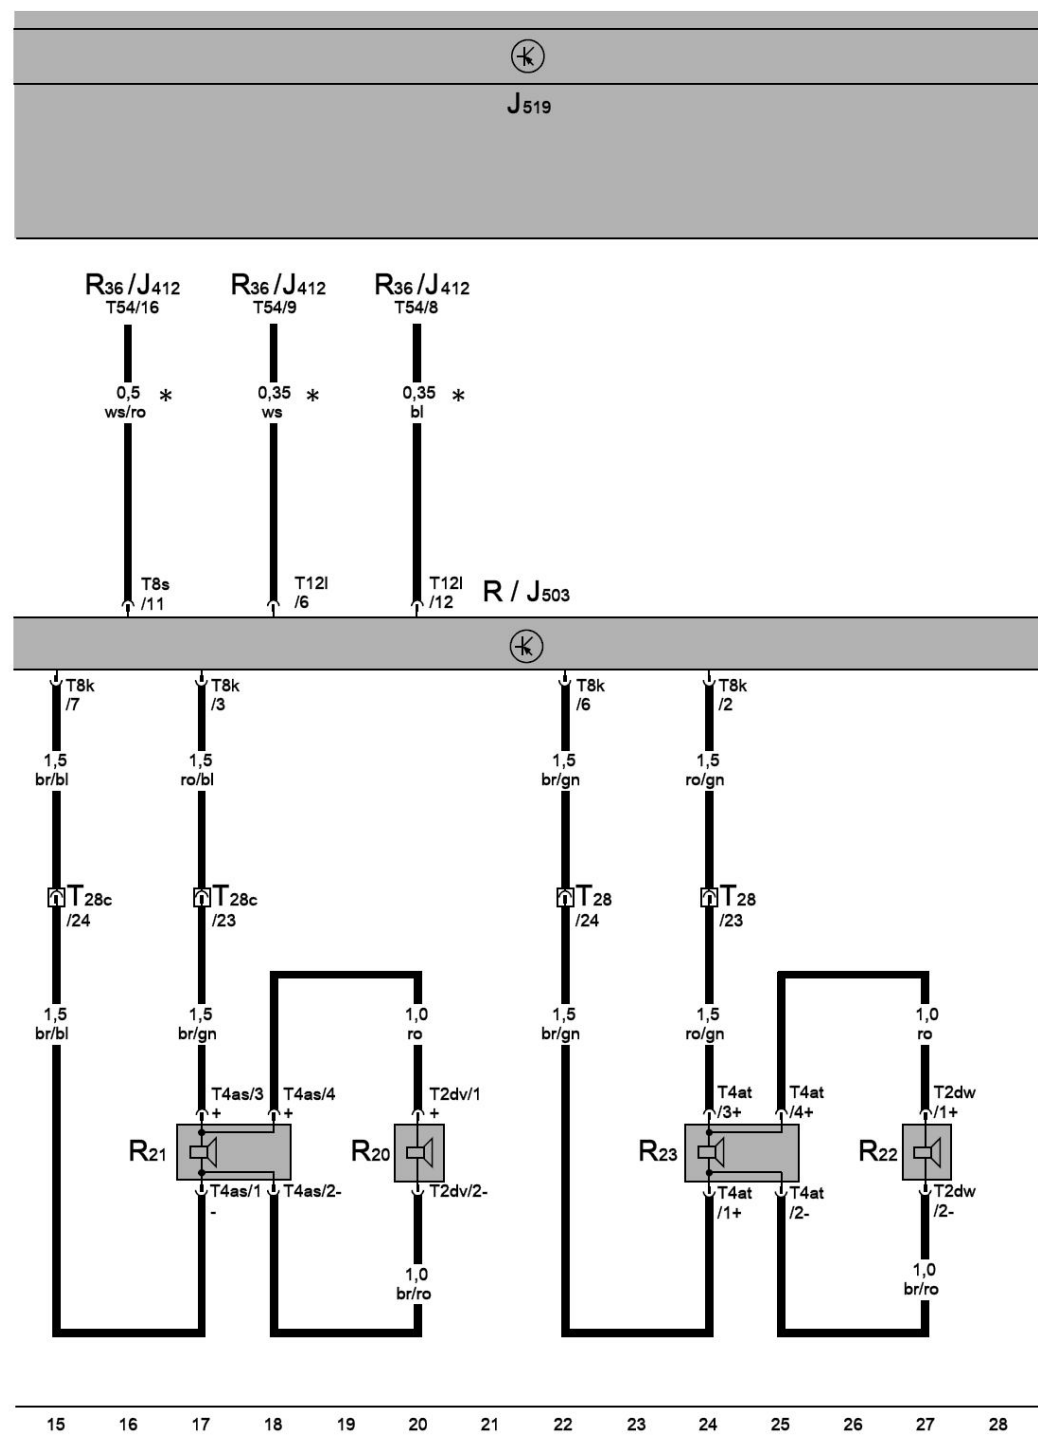 J519
R36 /J412 R36 /J412 R36 /J412
T54/16 T54/9 T54/8
0,5 * 0,35 * 0,35 *
ws/ro ws bl
T8s T12l T12l R / J503
/11 /6 /12
T8k T8k T8k T8k
/7 /3 /6 /2
1,5 1,5 1,5 1,5
br/bl ro/bl br/gn ro/gn
T28c T28c T28 T28
/24 /23 /24 /23
1,5 1,5 1,0 1,5 1,5 1,0
br/bl br/gn ro br/gn ro/gn ro
T4as/3 T4as/4 T2dv/1 T4at T4at T2dw
+ + + /3+ /4+ /1+
R21 R20 R23 R22
T4as/1 T4as/2- T2dv/2- T4at T4at T2dw
- /1+ /2- /2-
1,0 1,0
br/ro br/ro
15 16 17 18 19 20 21 22 23 24 25 26 27 28